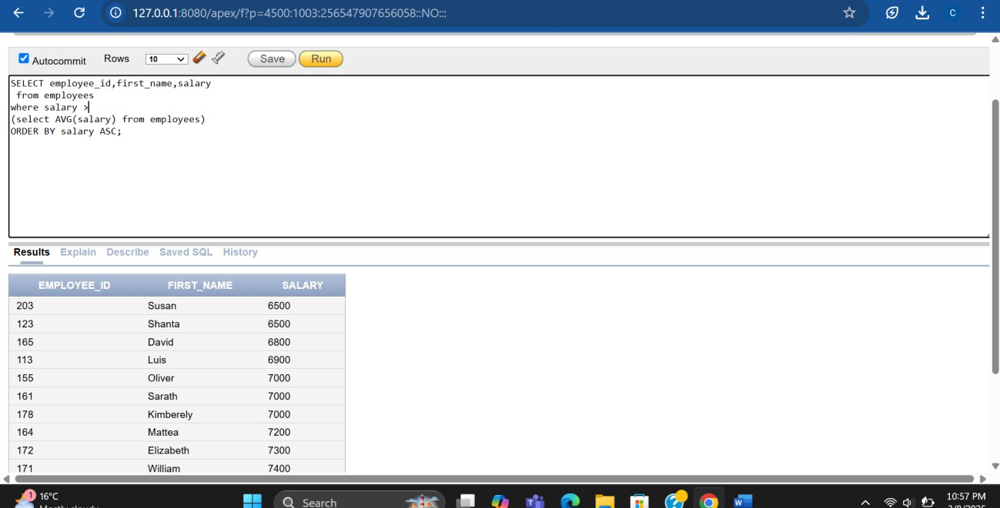 127.0.0.1:8080/apex/f?p=4500:1003:256547907656058::NO:::
C
Autocommit Rows 10 Save Run
SELECT employee_id,first_name,salary
from employees
where salary >
(select AVG(salary) from employees)
ORDER BY salary ASC;
Results Explain Describe Saved SQL History
EMPLOYEE_ID FIRST_NAME SALARY
203 Susan 6500
123 Shanta 6500
165 David 6800
113 Luis 6900
155 Oliver 7000
161 Sarath 7000
178 Kimberely 7000
164 Mattea 7200
172 Elizabeth 7300
171 William 7400
1 16°C
Search
10:57 PM